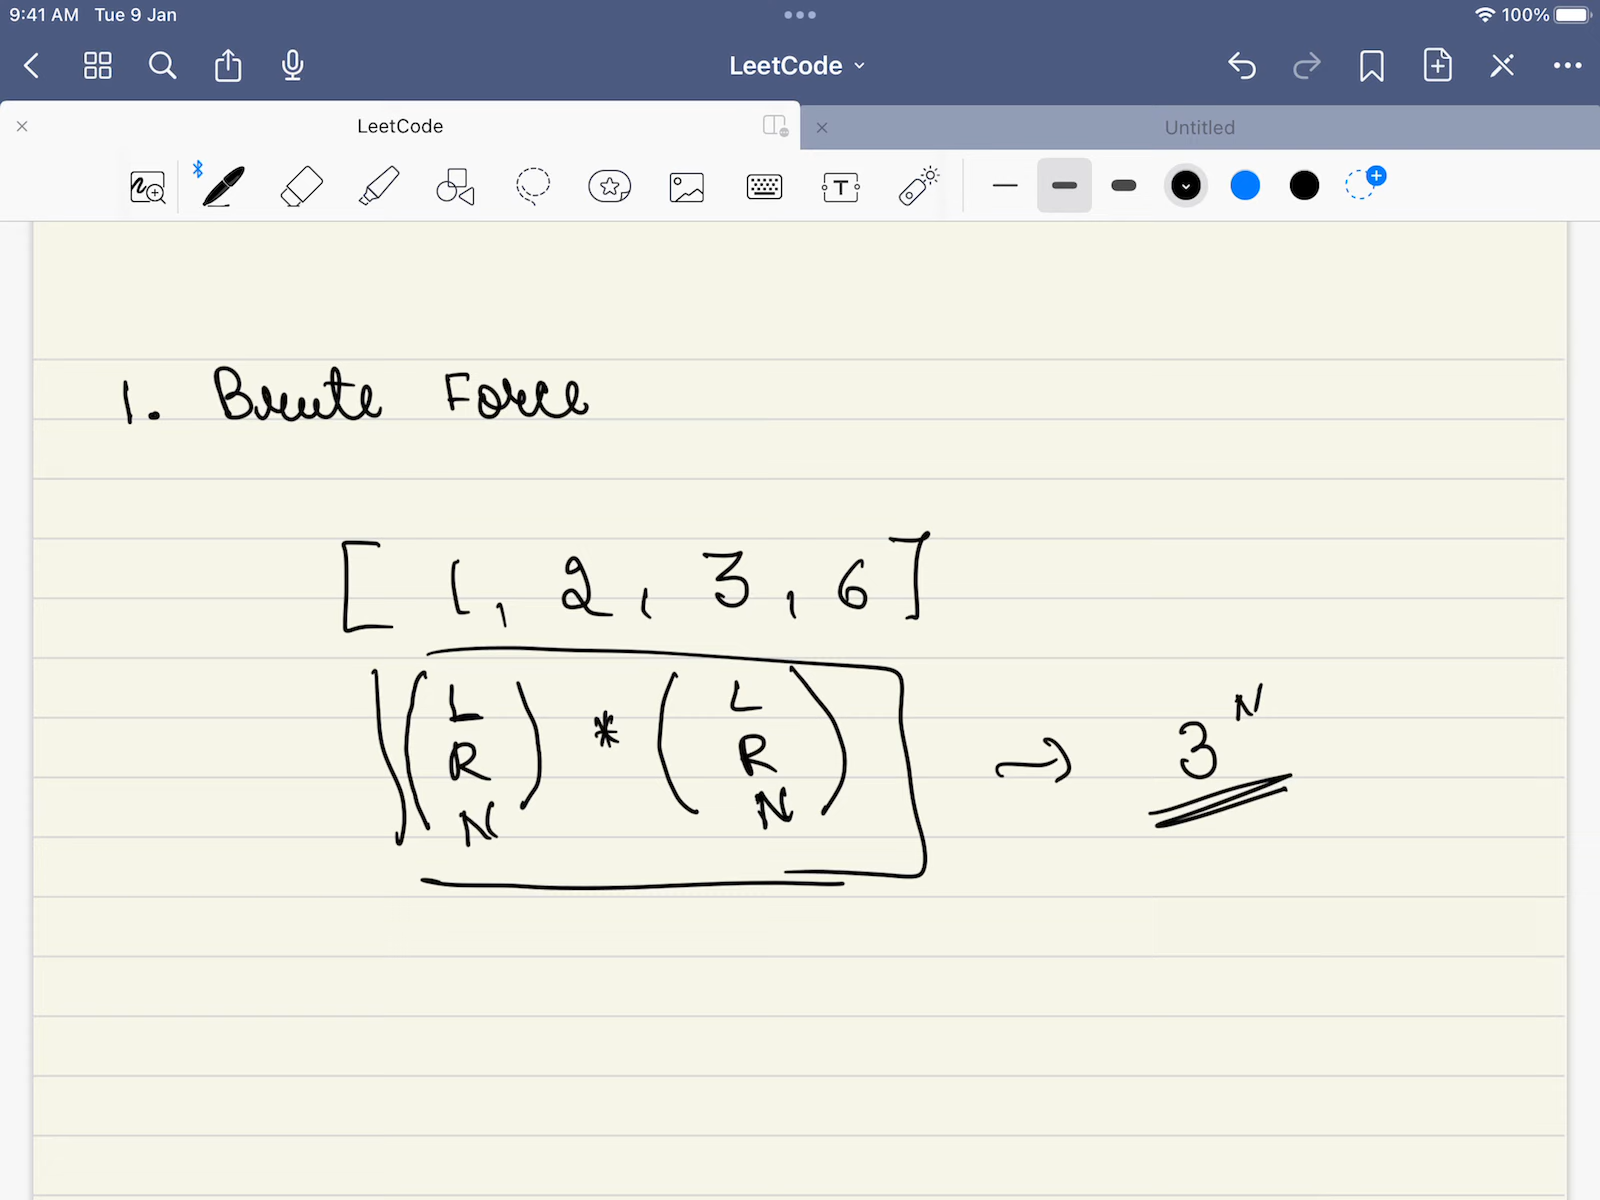 9:41 AM Tue 9 Jan
100%
LeetCode
LeetCode
Untitled
T
1. Brute Force
[ 1, 2, 3, 6 ]
( L ) * ( L ) → 3^N
R R
N N